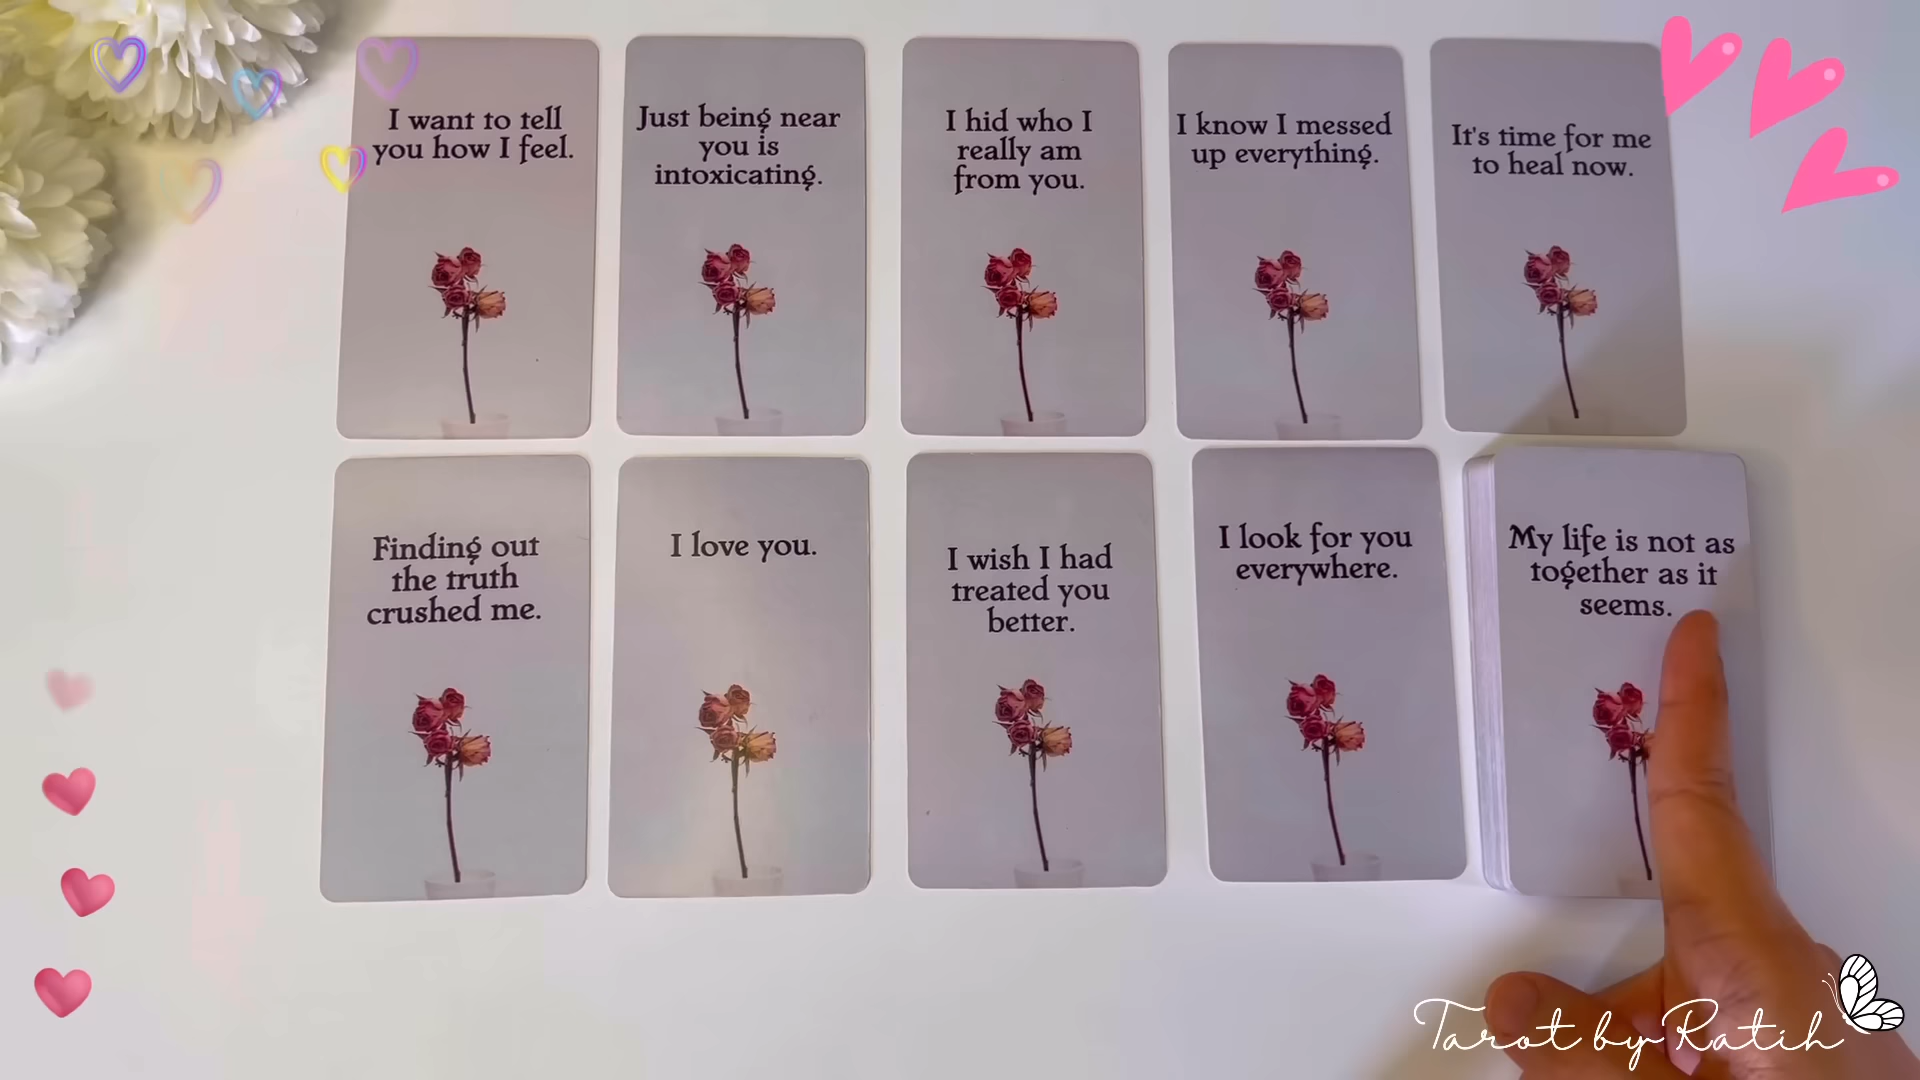 I want to tell
you how I feel.
Just being near
you is
intoxicating.
I hid who I
really am
from you.
I know I messed
up everything.
It's time for me
to heal now.
Finding out
the truth
crushed me.
I love you.
I wish I had
treated you
better.
I look for you
everywhere.
My life is not as
together as it
seems.
Tarot by Ratih